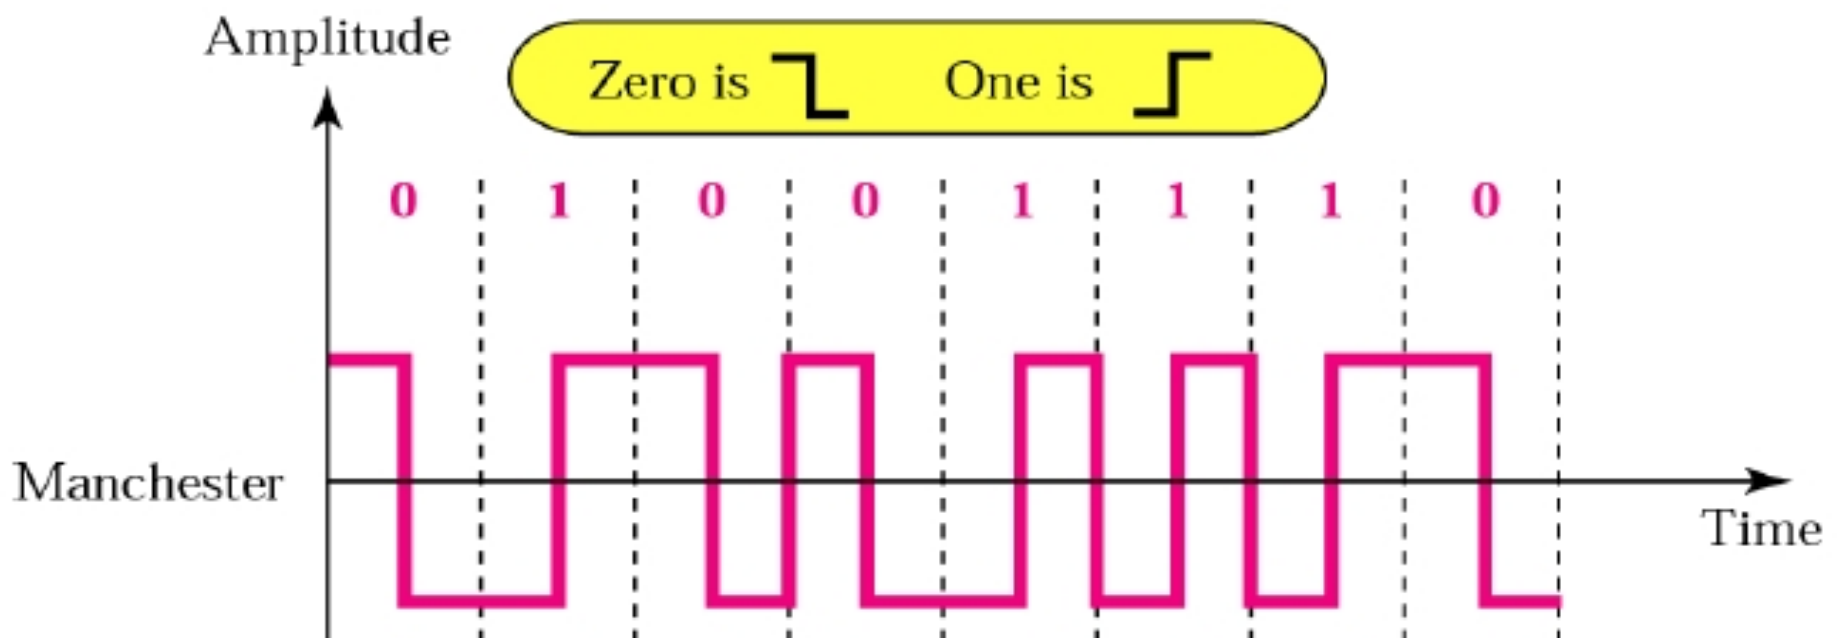 Amplitude
Zero is One is
0 1 0 0 1 1 1 0
Manchester
Time